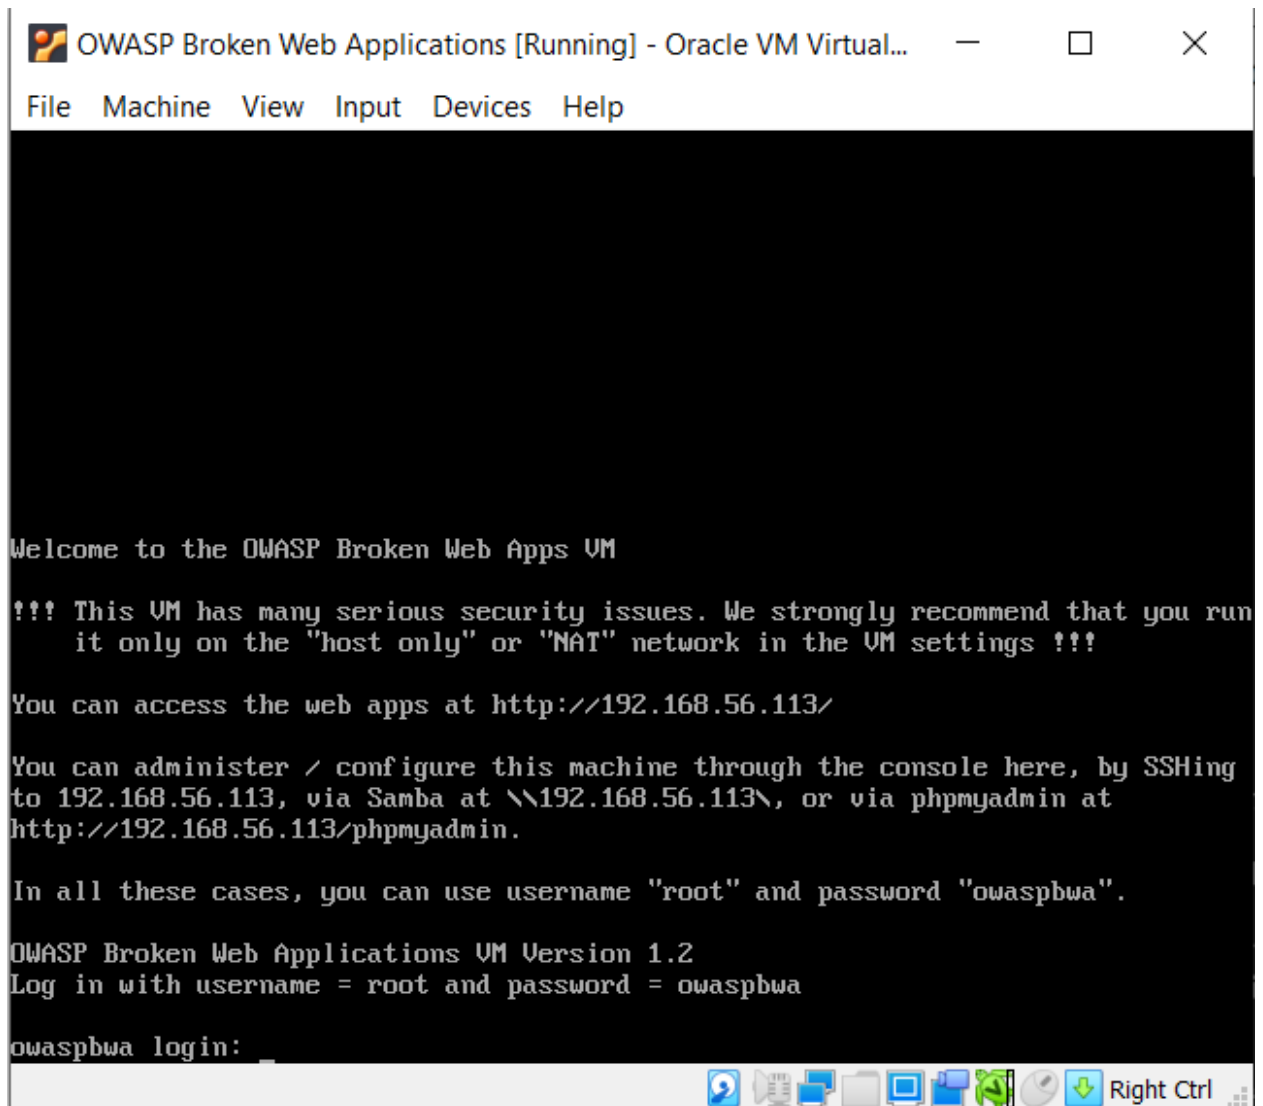 OWASP Broken Web Applications [Running] - Oracle VM Virtual...
File Machine View Input Devices Help
Welcome to the OWASP Broken Web Apps VM
!!! This VM has many serious security issues. We strongly recommend that you run
it only on the "host only" or "NAT" network in the VM settings !!!
You can access the web apps at http://192.168.56.113/
You can administer / configure this machine through the console here, by SSHing
to 192.168.56.113, via Samba at \\192.168.56.113\, or via phpmyadmin at
http://192.168.56.113/phpmyadmin.
In all these cases, you can use username "root" and password "owaspbwa".
OWASP Broken Web Applications VM Version 1.2
Log in with username = root and password = owaspbwa
owaspbwa login: _
Right Ctrl